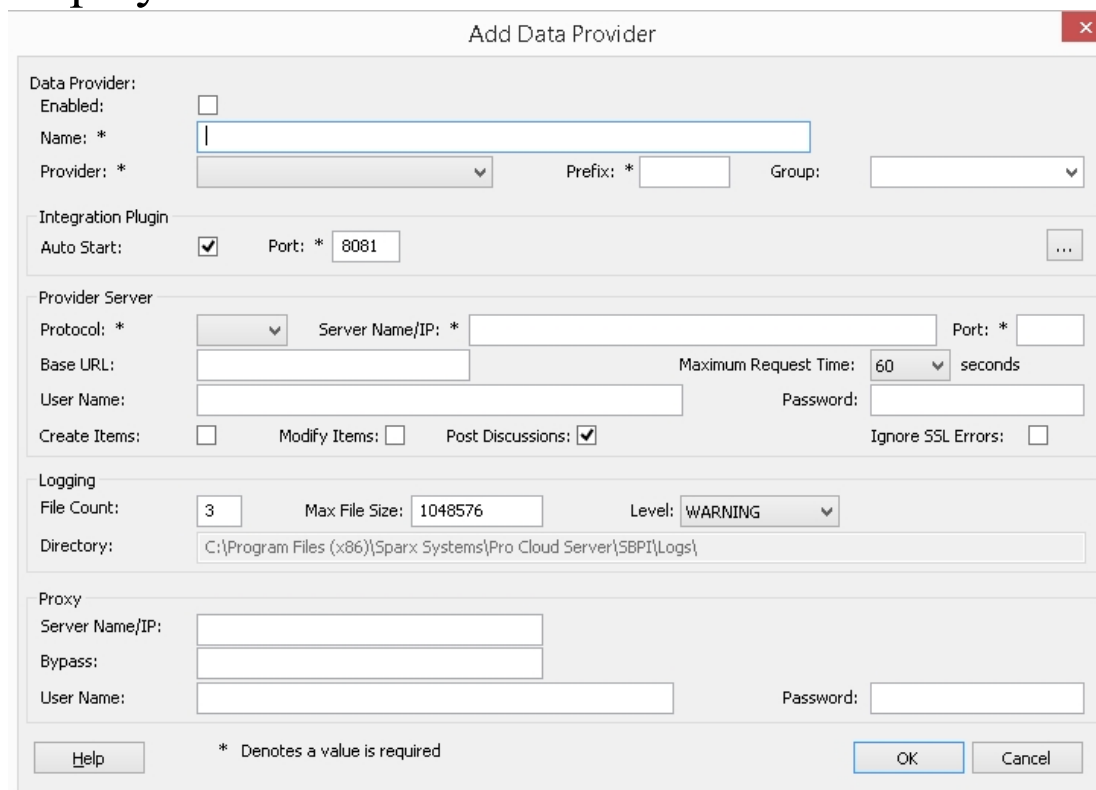 Add Data Provider
Data Provider:
Enabled:
Name: *
Provider: * Prefix: * Group:
Integration Plugin
Auto Start: Port: * 8081 ...
Provider Server
Protocol: * Server Name/IP: * Port: *
Base URL: Maximum Request Time: 60 seconds
User Name: Password:
Create Items: Modify Items: Post Discussions: Ignore SSL Errors:
Logging
File Count: 3 Max File Size: 1048576 Level: WARNING
Directory: C:\Program Files (x86)\Sparx Systems\Pro Cloud Server\SBPI\Logs\
Proxy
Server Name/IP:
Bypass:
User Name: Password:
Help * Denotes a value is required OK Cancel